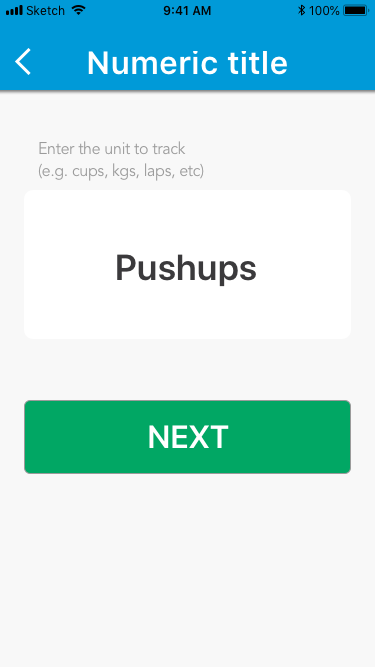 Sketch 9:41 AM 100%
Numeric title
Enter the unit to track
(e.g. cups, kgs, laps, etc)
Pushups
NEXT